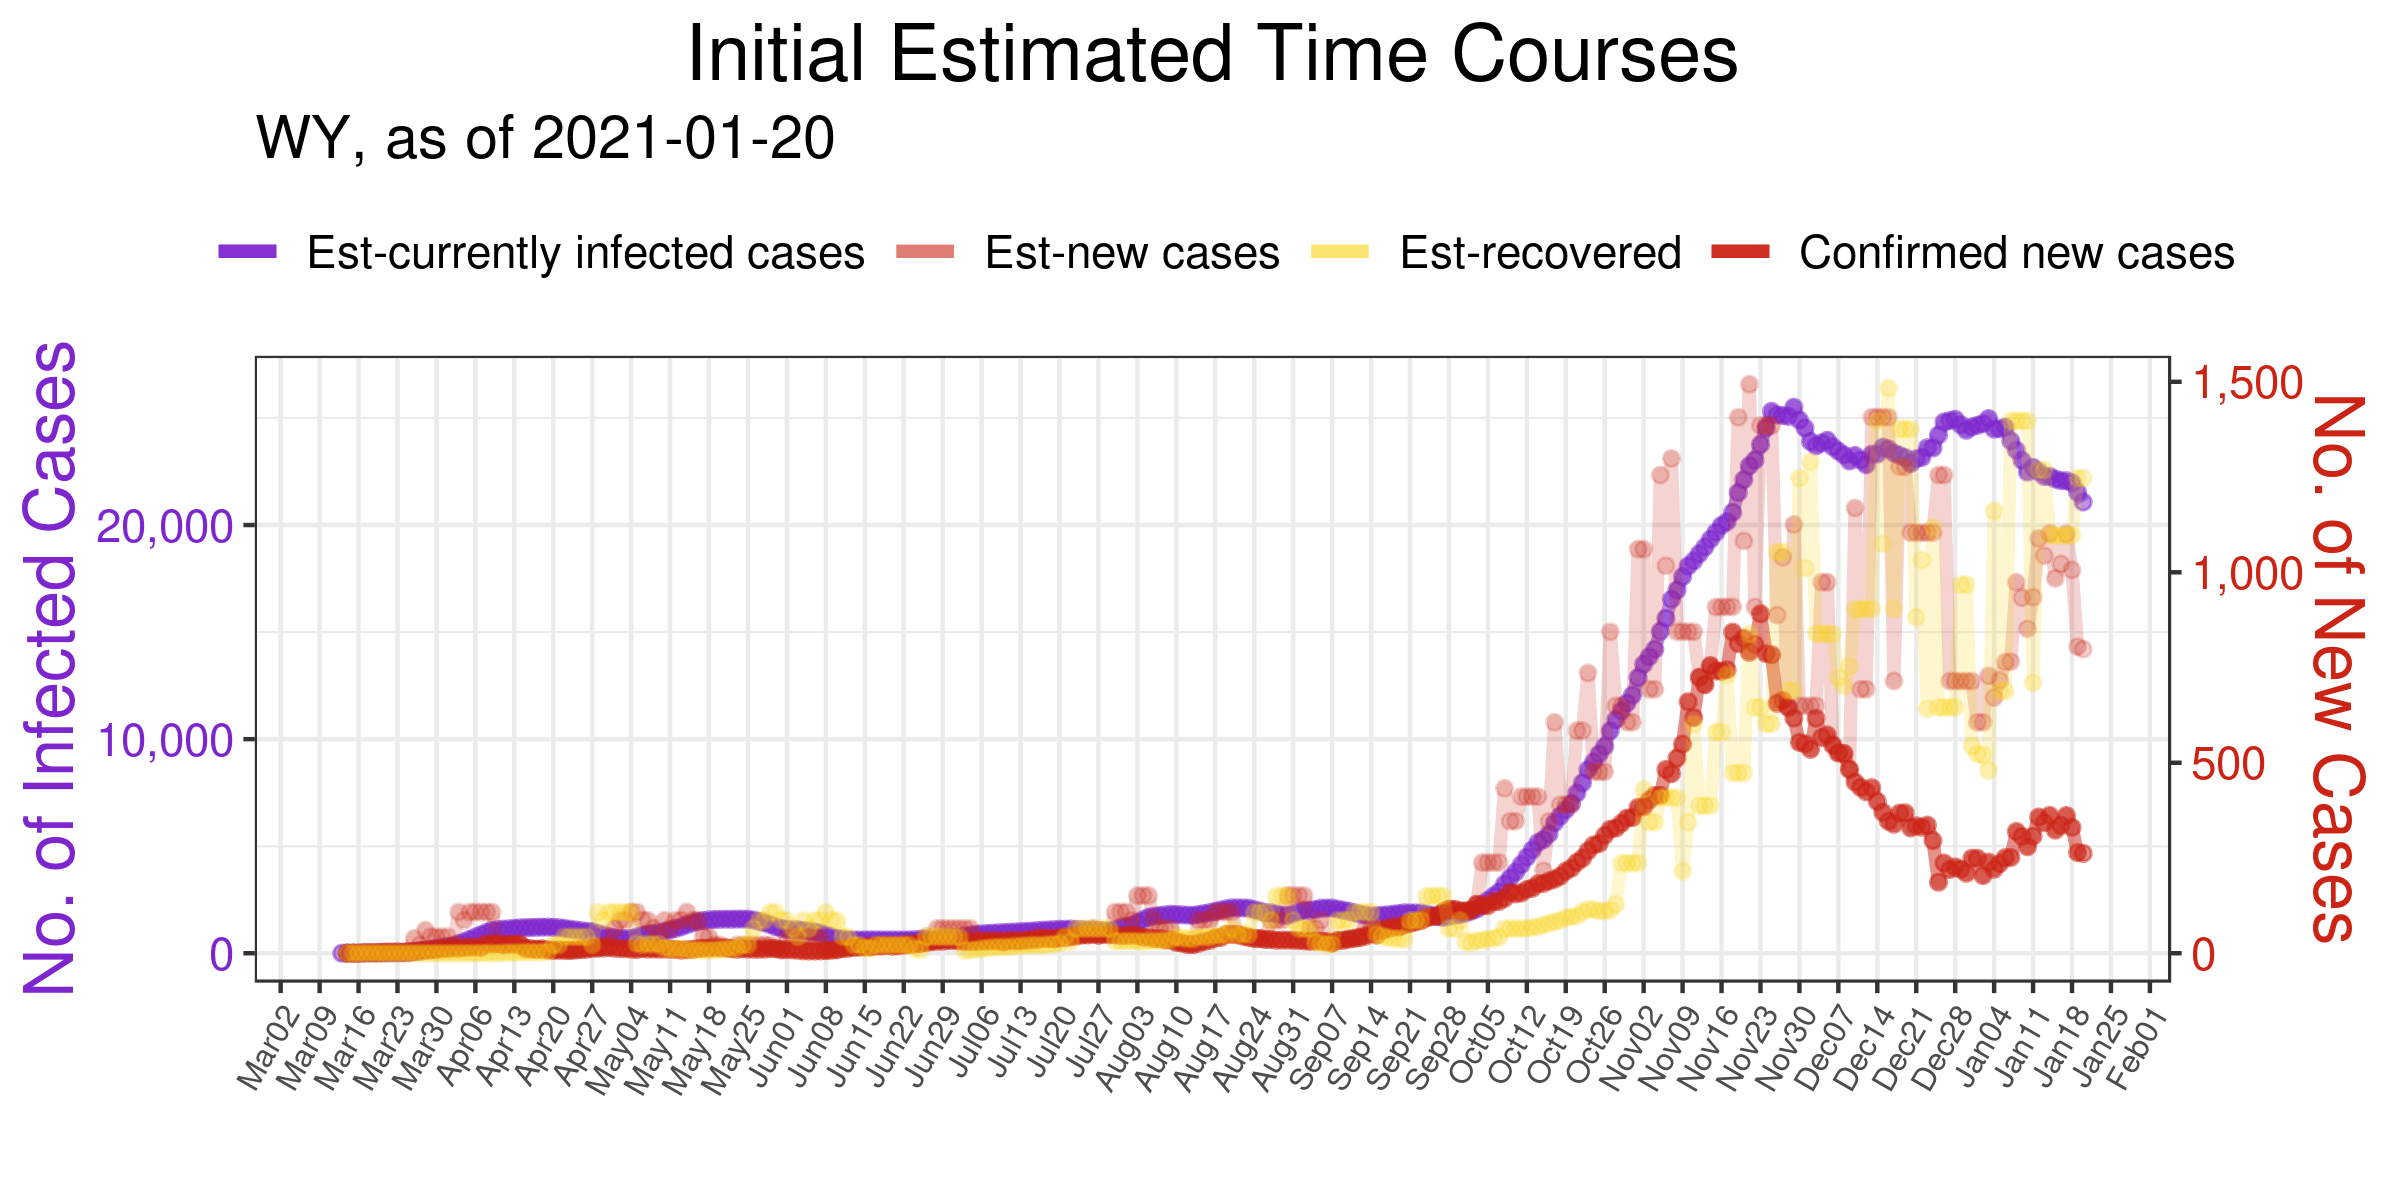 Initial Estimated Time Courses
WY, as of 2021-01-20
Est-currently infected cases
Est-new cases
Est-recovered
Confirmed new cases
No. of Infected Cases
20,000
10,000
0
1,500
1,000
500
0
No. of New Cases
Mar02
Mar09
Mar16
Mar23
Mar30
Apr06
Apr13
Apr20
Apr27
May04
May11
May18
May25
Jun01
Jun08
Jun15
Jun22
Jun29
Jul06
Jul13
Jul20
Jul27
Aug03
Aug10
Aug17
Aug24
Aug31
Sep07
Sep14
Sep21
Sep28
Oct05
Oct12
Oct19
Oct26
Nov02
Nov09
Nov16
Nov23
Nov30
Dec07
Dec14
Dec21
Dec28
Jan04
Jan11
Jan18
Jan25
Feb01